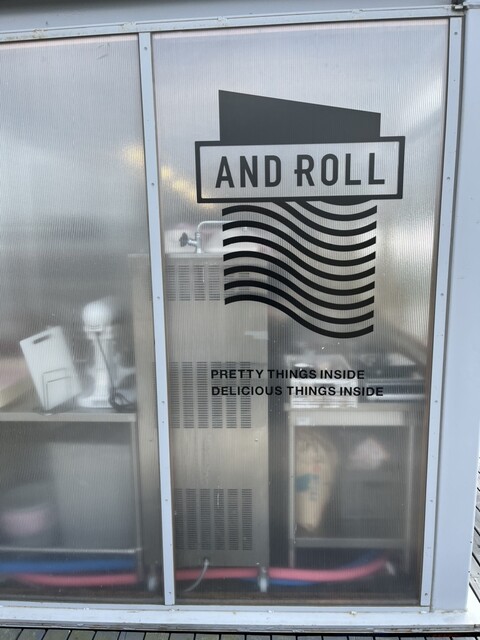 AND ROLL
PRETTY THINGS INSIDE
DELICIOUS THINGS INSIDE